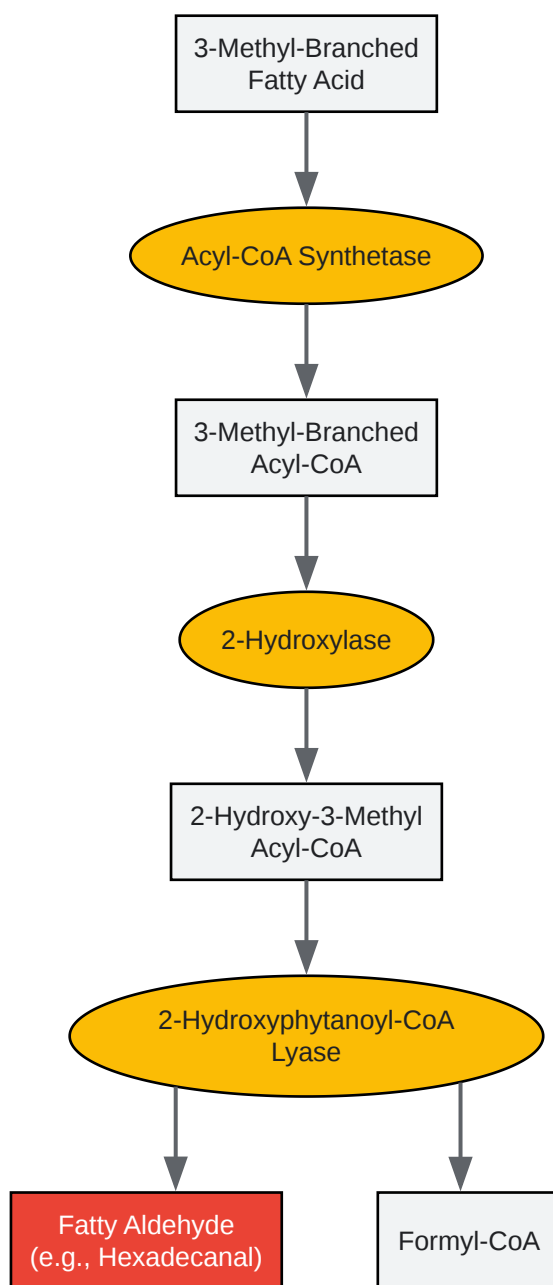 3-Methyl-Branched
Fatty Acid
Acyl-CoA Synthetase
3-Methyl-Branched
Acyl-CoA
2-Hydroxylase
2-Hydroxy-3-Methyl
Acyl-CoA
2-Hydroxyphytanoyl-CoA
Lyase
Fatty Aldehyde
(e.g., Hexadecanal)
Formyl-CoA